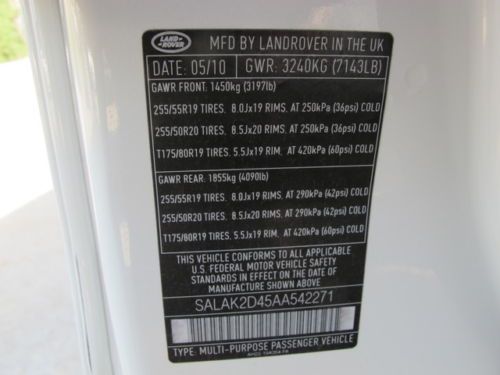 LAND ROVER
MFD BY LANDROVER IN THE UK
DATE: 05/10 GWR: 3240KG (7143LB)
GAWR FRONT: 1450kg (3197lb)
255/55R19 TIRES. 8.0Jx19 RIMS. AT 250kPa (36psi) COLD
255/50R20 TIRES. 8.5Jx20 RIMS. AT 250kPa (36psi) COLD
T175/80R19 TIRES. 5.5Jx19 RIM. AT 420kPa (60psi) COLD
GAWR REAR: 1855kg (4090lb)
255/55R19 TIRES. 8.0Jx19 RIMS. AT 290kPa (42psi) COLD
255/50R20 TIRES. 8.5Jx20 RIMS. AT 290kPa (42psi) COLD
T175/80R19 TIRES. 5.5Jx19 RIM. AT 420kPa (60psi) COLD
THIS VEHICLE CONFORMS TO ALL APPLICABLE
U.S. FEDERAL MOTOR VEHICLE SAFETY
STANDARDS IN EFFECT ON THE DATE OF
MANUFACTURE SHOWN ABOVE.
SALAK2D45AA542271
TYPE: MULTI-PURPOSE PASSENGER VEHICLE